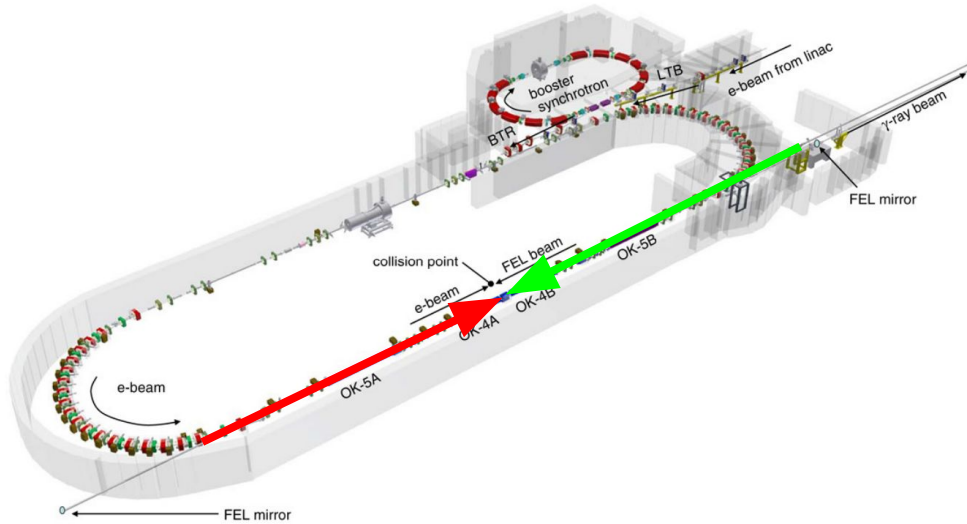 booster
synchrotron
LTB
e-beam from linac
BTR
γ-ray beam
FEL mirror
collision point
FEL beam
e-beam
OK-5B
OK-4B
OK-4A
OK-5A
e-beam
FEL mirror